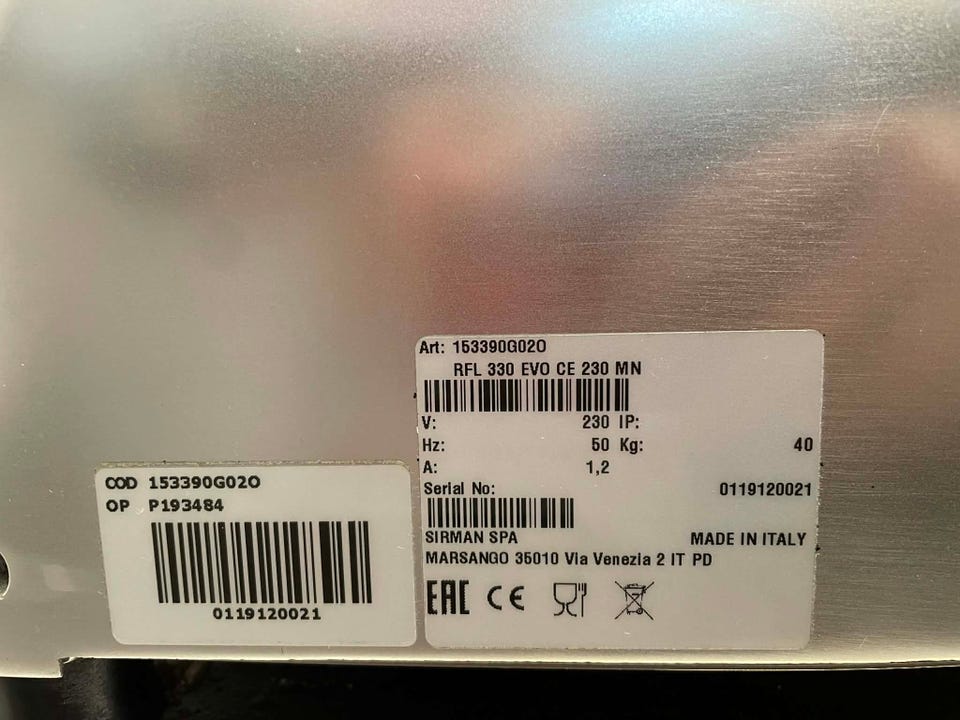 COD 153390G02O
OP P193484
0119120021
Art: 153390G02O
RFL 330 EVO CE 230 MN
V: 230 IP:
Hz: 50 Kg: 40
A: 1,2
Serial No: 0119120021
SIRMAN SPA MADE IN ITALY
MARSANGO 35010 Via Venezia 2 IT PD
EAC CE